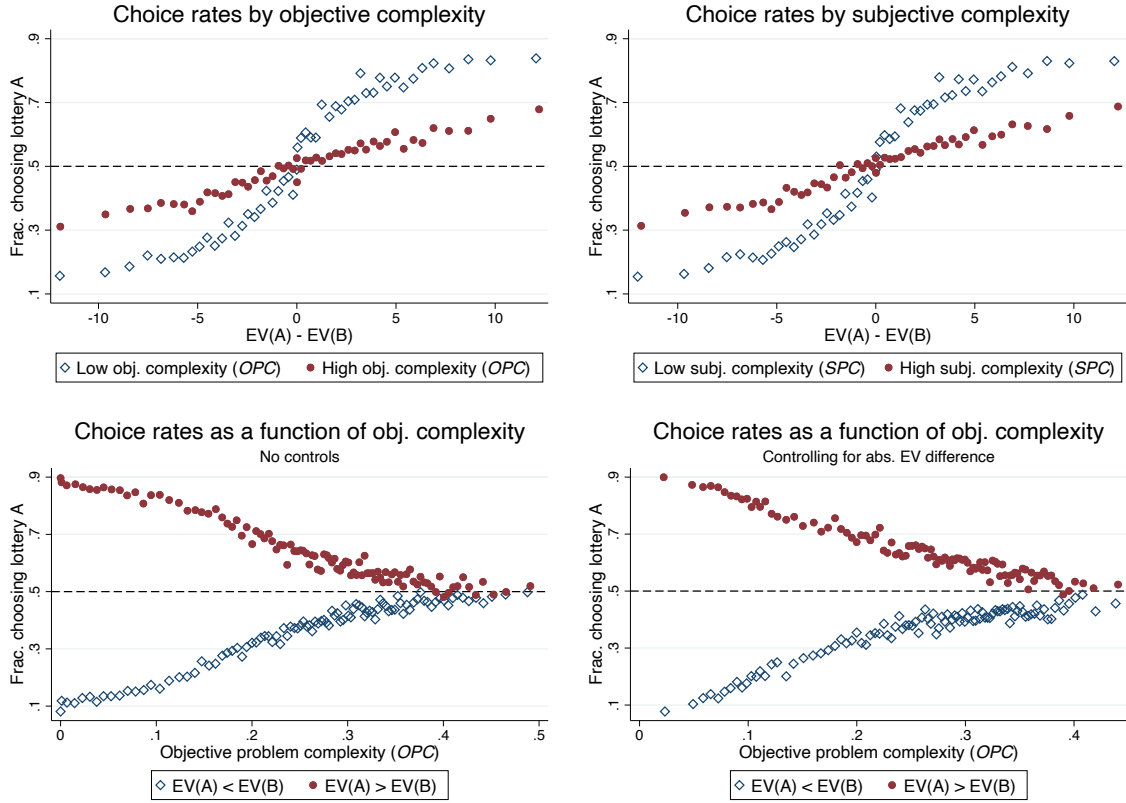 Choice rates by objective complexity
Frac. choosing lottery A
.9
.7
.5
.3
.1
-10 -5 0 5 10
EV(A) - EV(B)
Low obj. complexity (OPC) High obj. complexity (OPC)
Choice rates by subjective complexity
Frac. choosing lottery A
.9
.7
.5
.3
.1
-10 -5 0 5 10
EV(A) - EV(B)
Low subj. complexity (SPC) High subj. complexity (SPC)
Choice rates as a function of obj. complexity
No controls
Frac. choosing lottery A
.9
.7
.5
.3
.1
0 .1 .2 .3 .4 .5
Objective problem complexity (OPC)
EV(A) < EV(B) EV(A) > EV(B)
Choice rates as a function of obj. complexity
Controlling for abs. EV difference
Frac. choosing lottery A
.9
.7
.5
.3
.1
0 .1 .2 .3 .4
Objective problem complexity (OPC)
EV(A) < EV(B) EV(A) > EV(B)